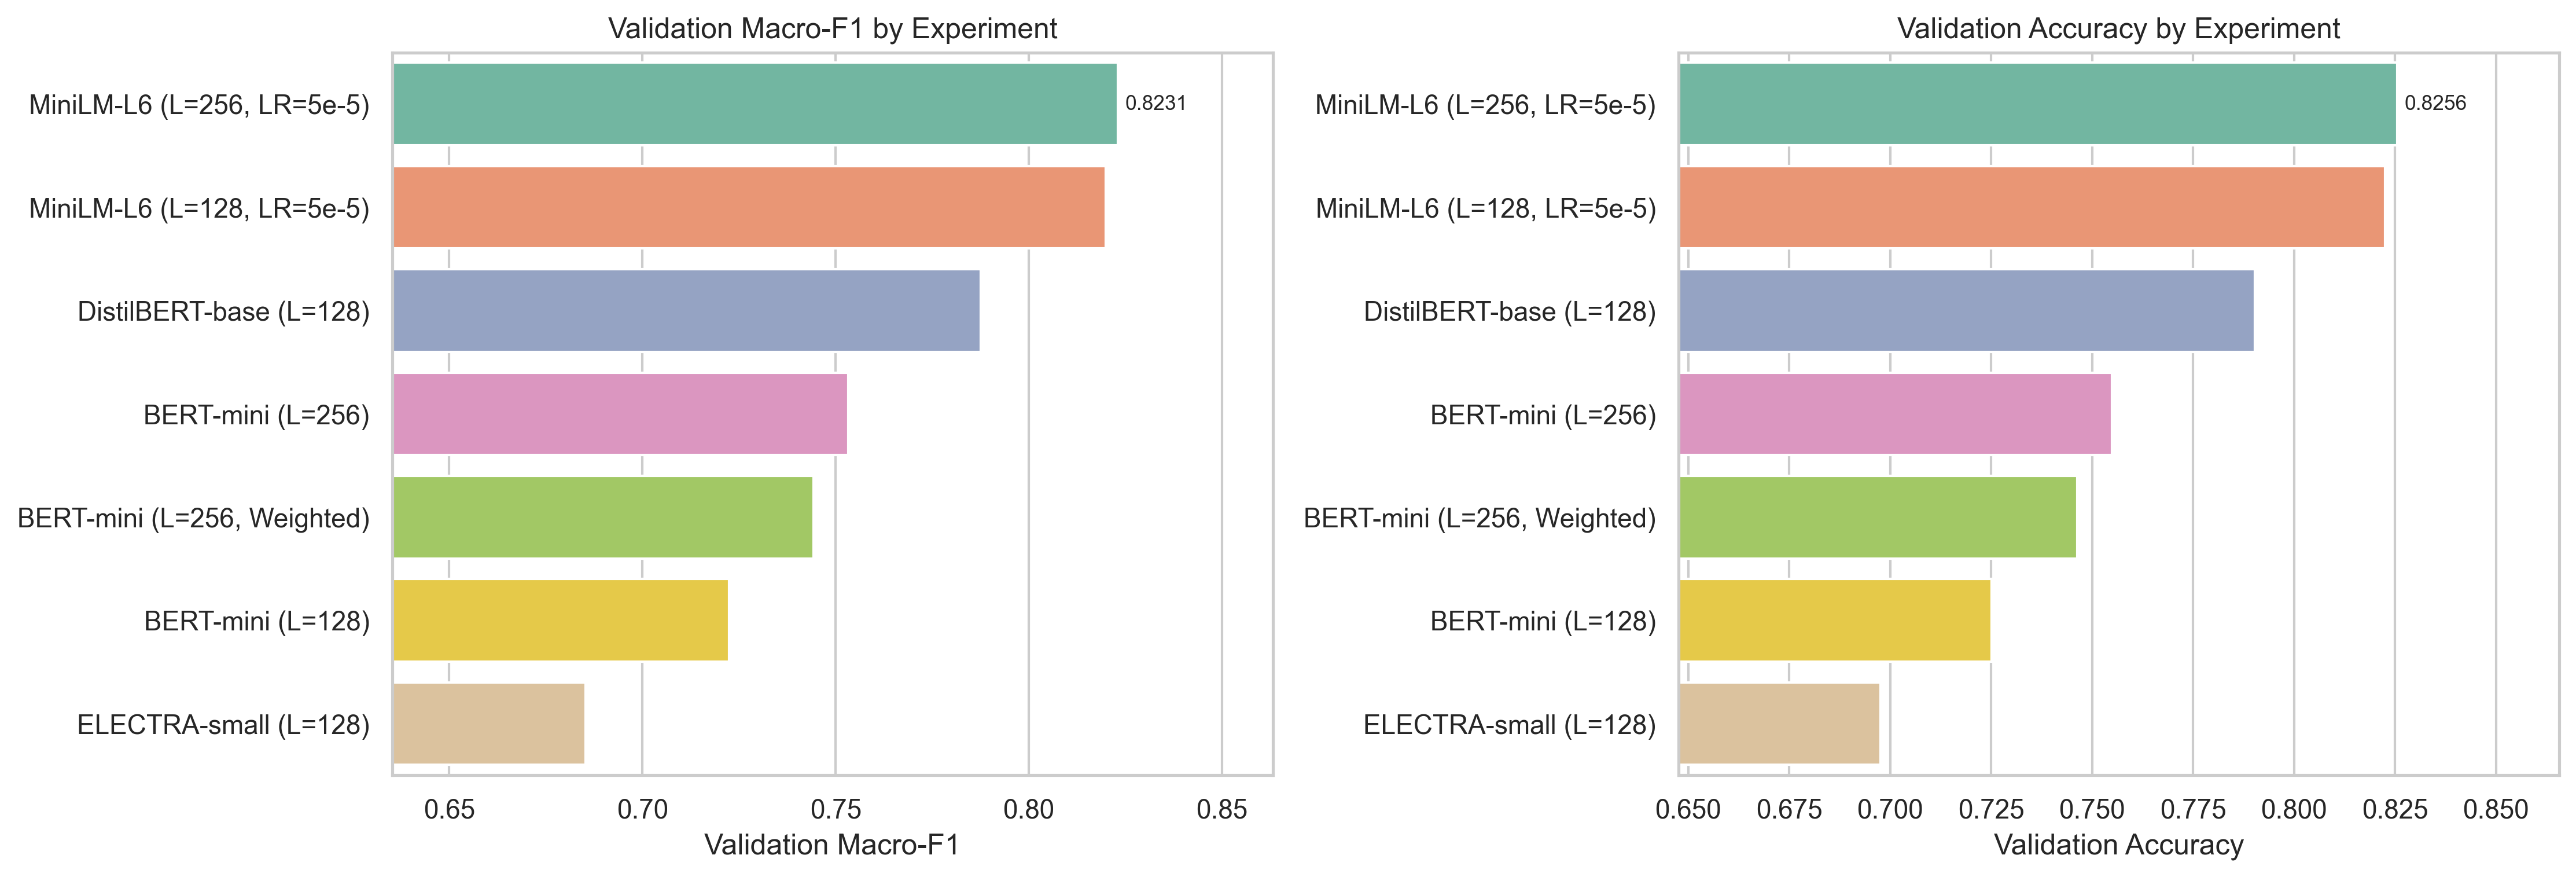 Validation Macro-F1 by Experiment
MiniLM-L6 (L=256, LR=5e-5)
0.8231
MiniLM-L6 (L=128, LR=5e-5)
DistilBERT-base (L=128)
BERT-mini (L=256)
BERT-mini (L=256, Weighted)
BERT-mini (L=128)
ELECTRA-small (L=128)
0.65 0.70 0.75 0.80 0.85
Validation Macro-F1
Validation Accuracy by Experiment
MiniLM-L6 (L=256, LR=5e-5)
0.8256
MiniLM-L6 (L=128, LR=5e-5)
DistilBERT-base (L=128)
BERT-mini (L=256)
BERT-mini (L=256, Weighted)
BERT-mini (L=128)
ELECTRA-small (L=128)
0.650 0.675 0.700 0.725 0.750 0.775 0.800 0.825 0.850
Validation Accuracy